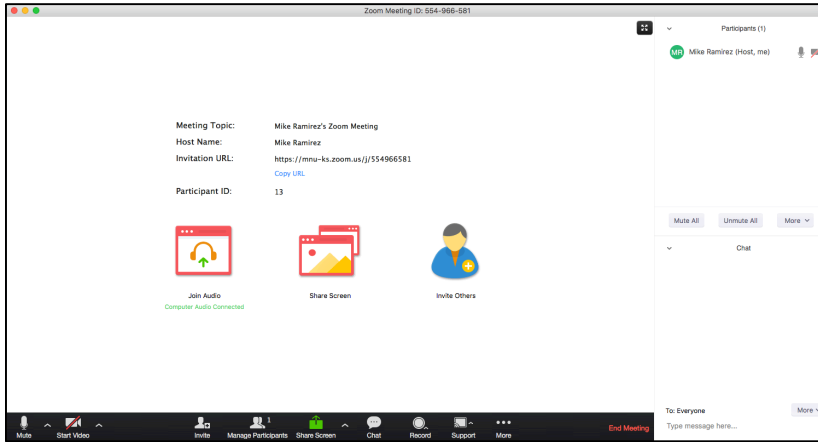 Zoom Meeting ID: 554-966-581
Participants (1)
MR Mike Ramirez (Host, me)
Meeting Topic: Mike Ramirez's Zoom Meeting
Host Name: Mike Ramirez
Invitation URL: https://mnu-ks.zoom.us/j/554966581
Copy URL
Participant ID: 13
Mute All Unmute All More
Chat
Join Audio Share Screen Invite Others
Computer Audio Connected
To: Everyone More
Type message here...
1
Mute Start Video Invite Manage Participants Share Screen Chat Record Support More End Meeting